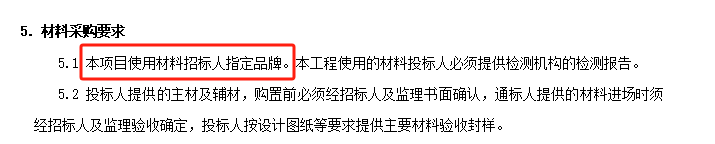 5. 材料采购要求
5.1 本项目使用材料招标人指定品牌。本工程使用的材料投标人必须提供检测机构的检测报告。
5.2 投标人提供的主材及辅材，购置前必须经招标人及监理书面确认，通标人提供的材料进场时须
经招标人及监理验收确定，投标人按设计图纸等要求提供主要材料验收封样。